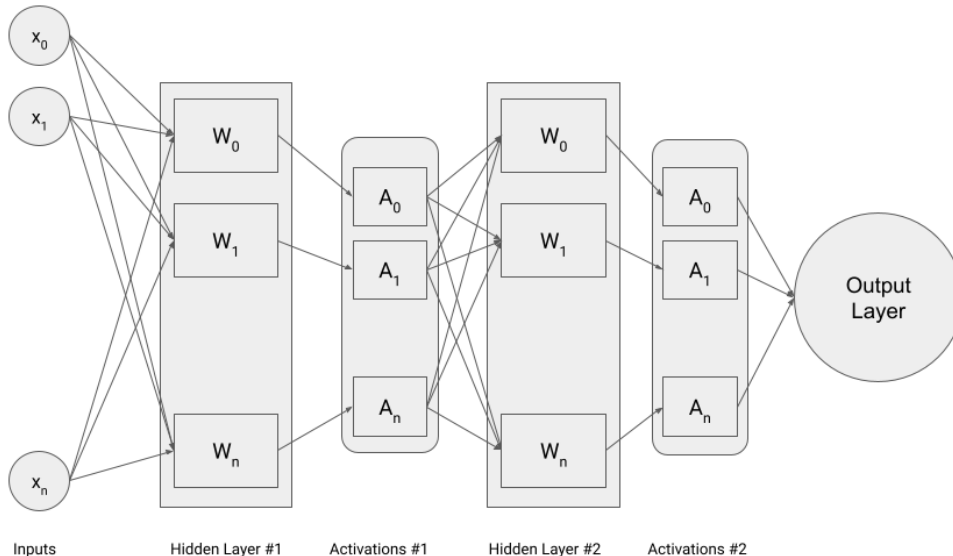 x₀
x₁
xₙ
W₀
W₁
Wₙ
A₀
A₁
Aₙ
W₀
W₁
Wₙ
A₀
A₁
Aₙ
Output
Layer
Inputs
Hidden Layer #1
Activations #1
Hidden Layer #2
Activations #2